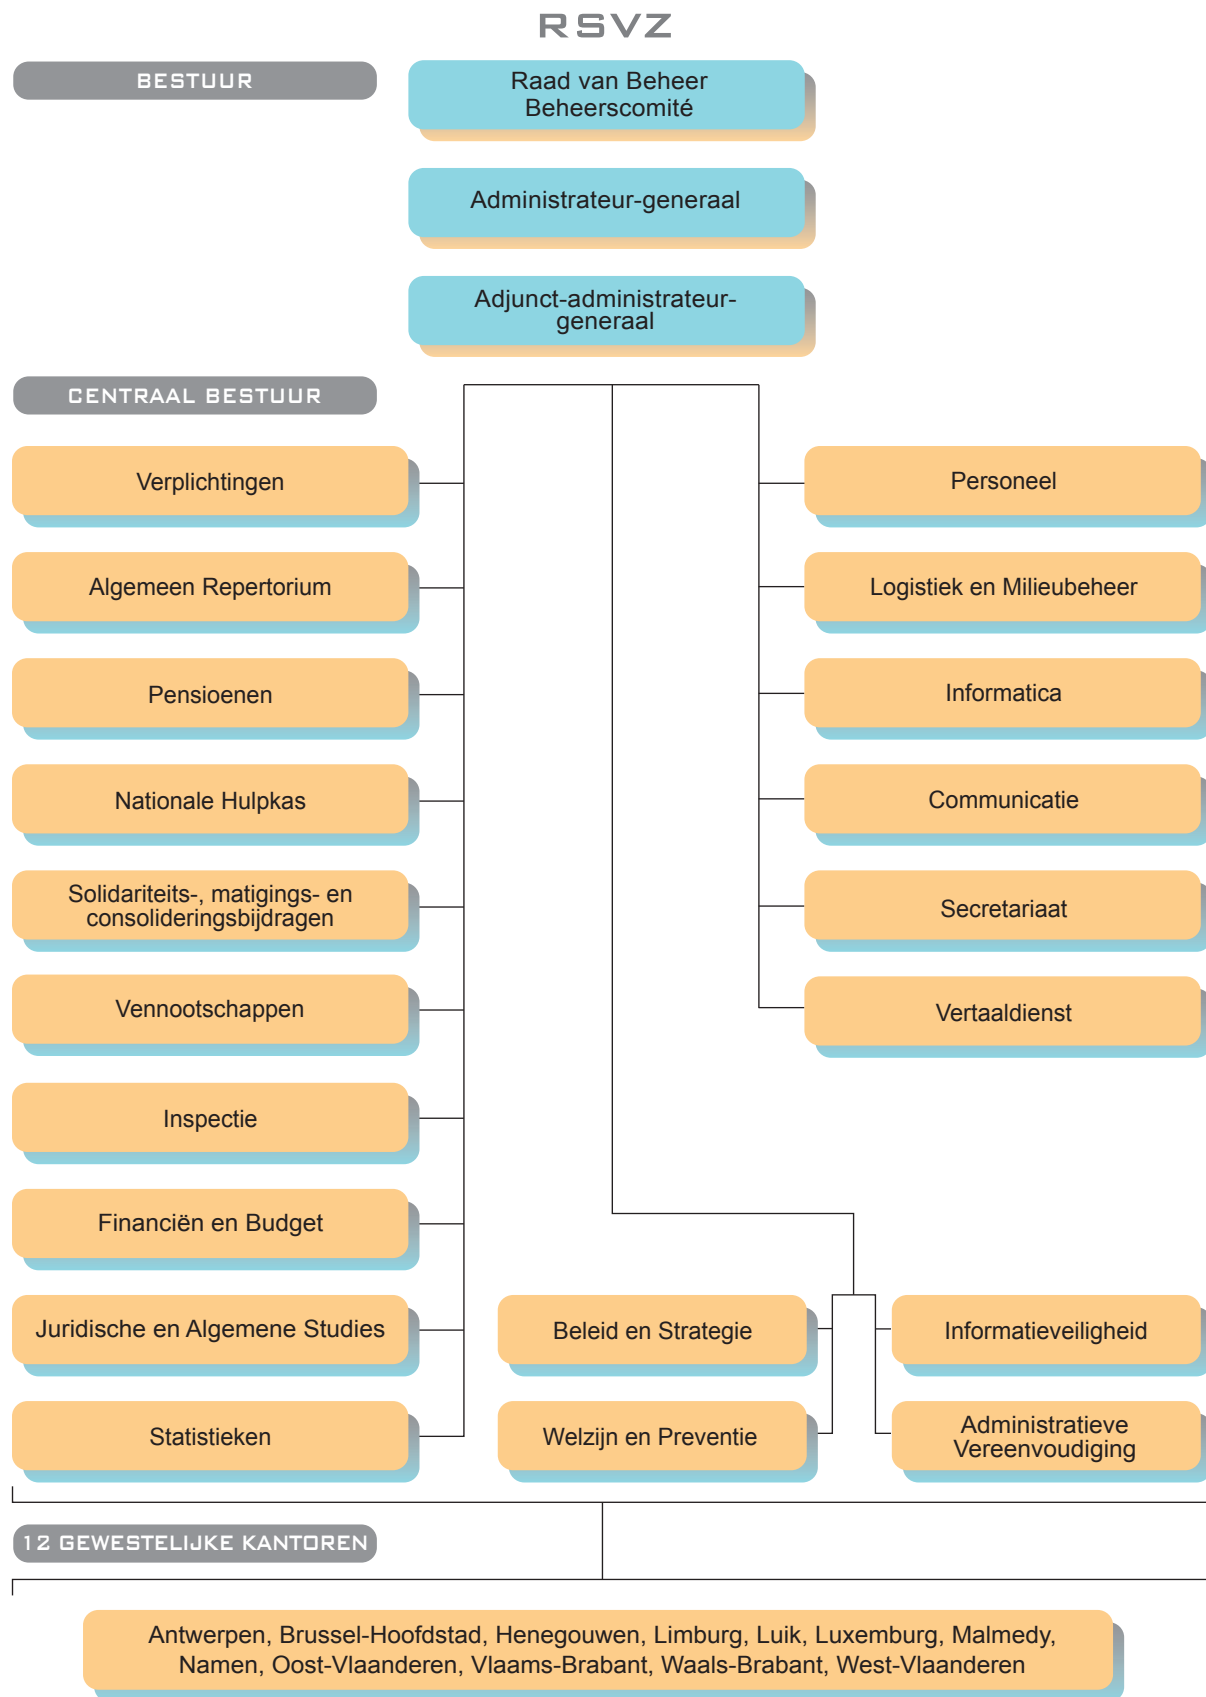 RSVZ
BESTUUR
Raad van Beheer
Beheerscomité
Administrateur-generaal
Adjunct-administrateur-
generaal
CENTRAAL BESTUUR
Verplichtingen
Algemeen Repertorium
Pensioenen
Nationale Hulpkas
Solidariteits-, matigings- en
consolideringsbijdragen
Vennootschappen
Inspectie
Financiën en Budget
Juridische en Algemene Studies
Statistieken
Personeel
Logistiek en Milieubeheer
Informatica
Communicatie
Secretariaat
Vertaaldienst
Beleid en Strategie
Welzijn en Preventie
Informatieveiligheid
Administratieve
Vereenvoudiging
12 GEWESTELIJKE KANTOREN
Antwerpen, Brussel-Hoofdstad, Henegouwen, Limburg, Luik, Luxemburg, Malmedy,
Namen, Oost-Vlaanderen, Vlaams-Brabant, Waals-Brabant, West-Vlaanderen